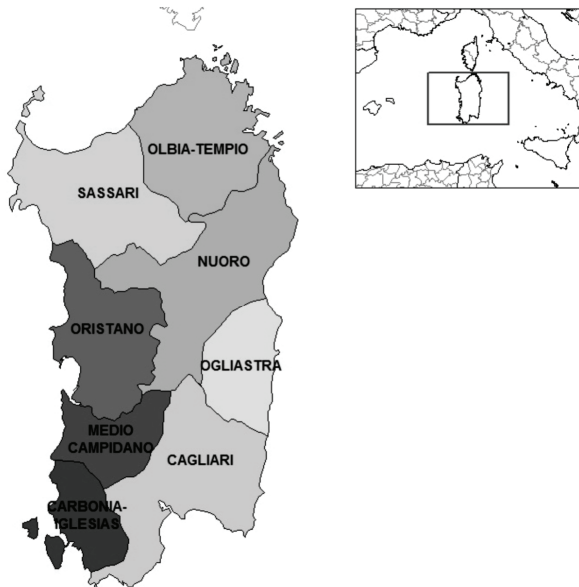 OLBIA-TEMPIO
SASSARI
NUORO
ORISTANO
OGLIASTRA
MEDIO
CAMPIDANO
CAGLIARI
CARBONIA-
IGLESIAS